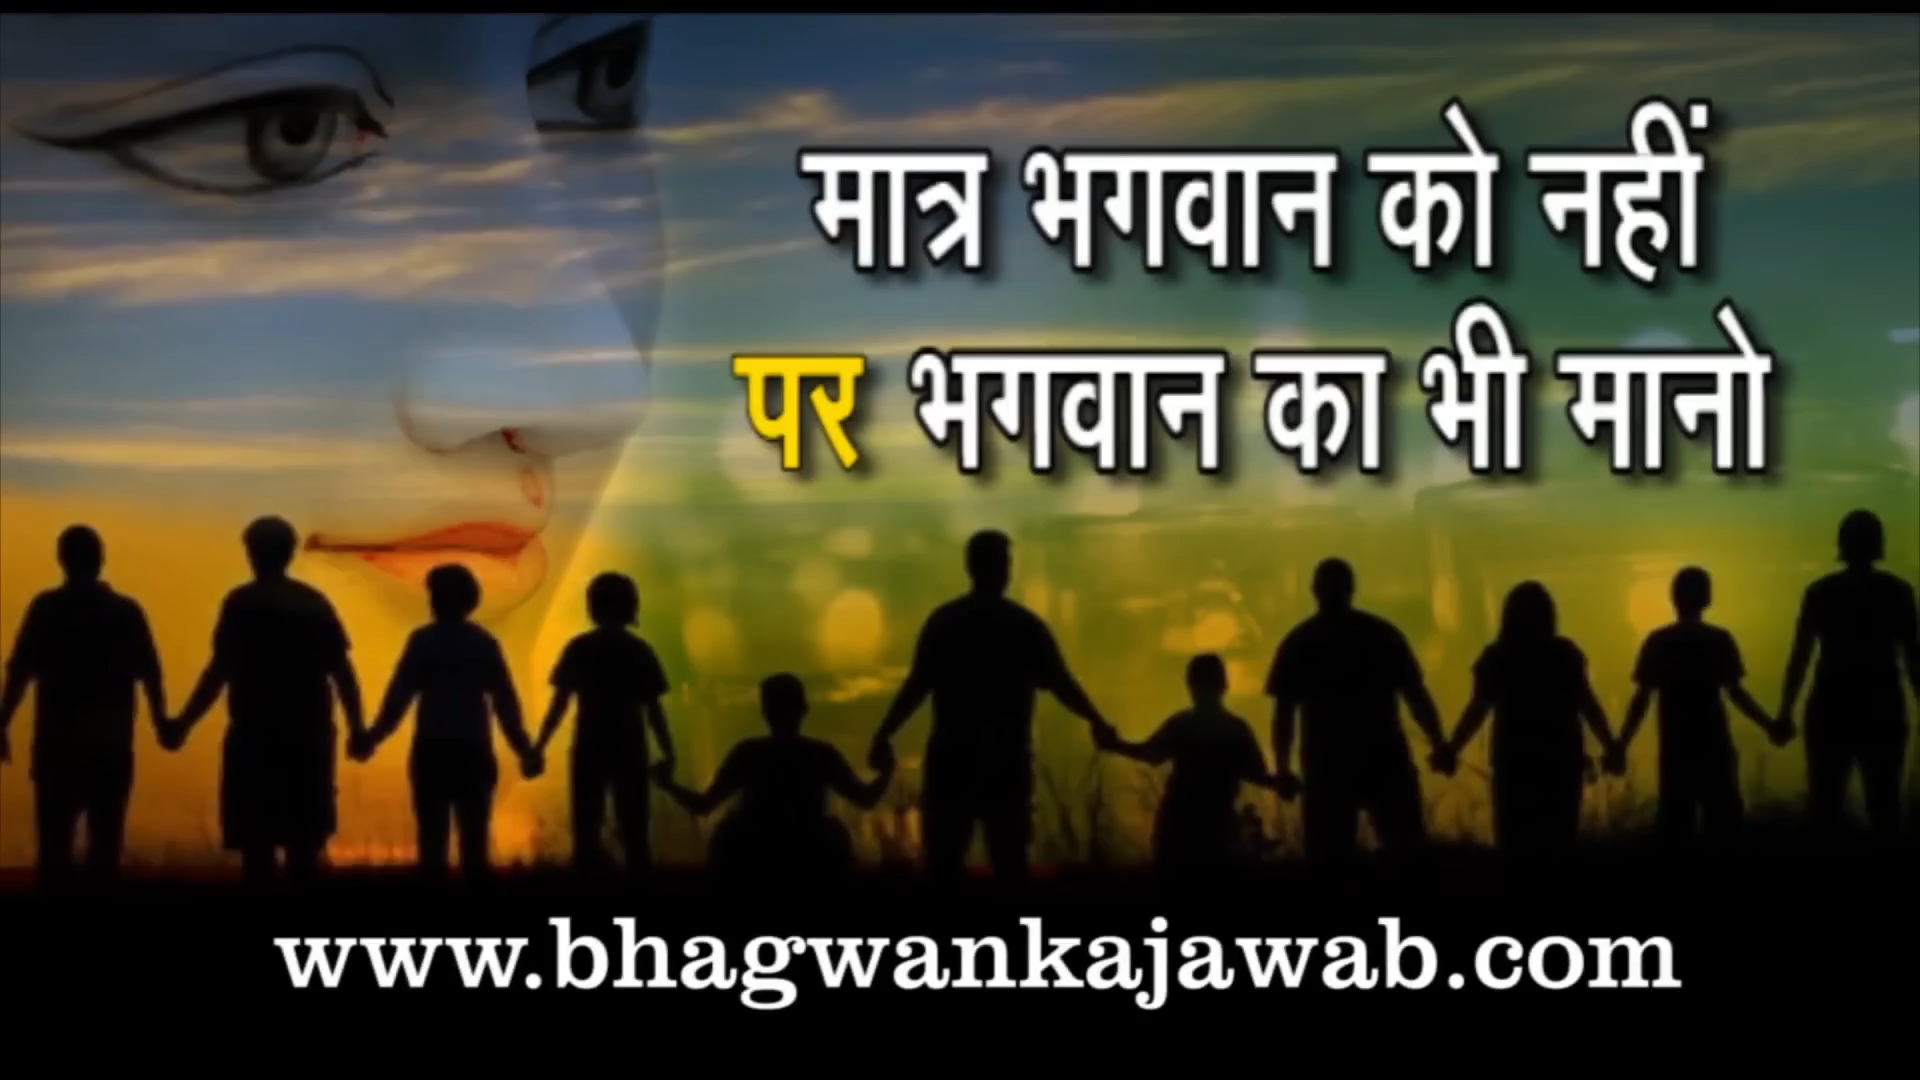 मात्र भगवान को नहीं
पर भगवान का भी मानो
www.bhagwankajawab.com